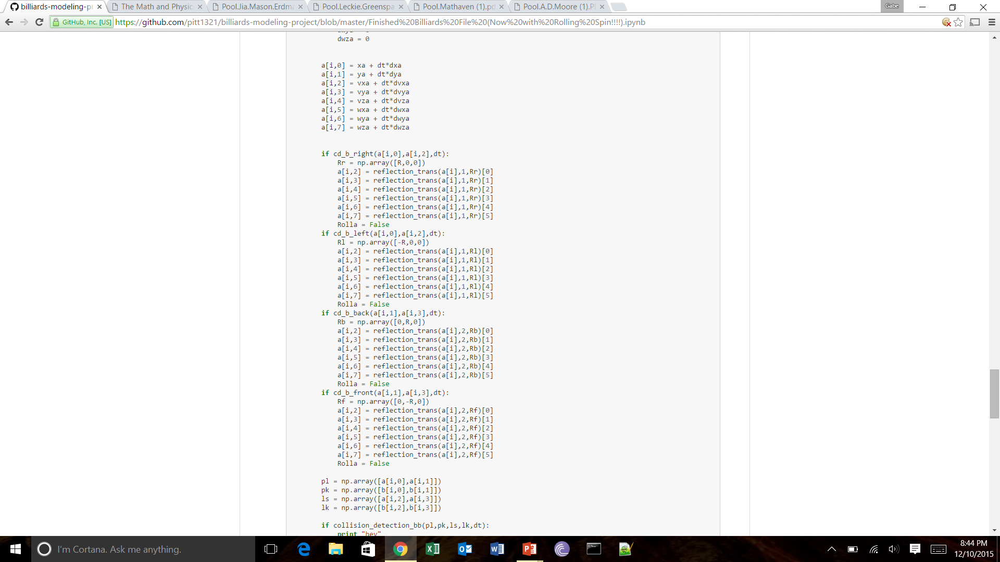 billiards-modeling-pr
The Math and Physic
Pool.Jia.Mason.Erdma
Pool.Leckie.Greenspa
Pool.Mathaven (1).pd
Pool.A.D.Moore (1).P
Gabe
GitHub, Inc. [US]
https://github.com/pitt1321/billiards-modeling-project/blob/master/Finished%20Billiards%20File%20(Now%20with%20Rolling%20Spin!!!!).ipynb
dwza = 0
a[i,0] = xa + dt*dxa
a[i,1] = ya + dt*dya
a[i,2] = vxa + dt*dvxa
a[i,3] = vya + dt*dvya
a[i,4] = vza + dt*dvza
a[i,5] = wxa + dt*dwxa
a[i,6] = wya + dt*dwya
a[i,7] = wza + dt*dwza
if cd_b_right(a[i,0],a[i,2],dt):
Rr = np.array([R,0,0])
a[i,2] = reflection_trans(a[i],1,Rr)[0]
a[i,3] = reflection_trans(a[i],1,Rr)[1]
a[i,4] = reflection_trans(a[i],1,Rr)[2]
a[i,5] = reflection_trans(a[i],1,Rr)[3]
a[i,6] = reflection_trans(a[i],1,Rr)[4]
a[i,7] = reflection_trans(a[i],1,Rr)[5]
Rolla = False
if cd_b_left(a[i,0],a[i,2],dt):
Rl = np.array([-R,0,0])
a[i,2] = reflection_trans(a[i],1,Rl)[0]
a[i,3] = reflection_trans(a[i],1,Rl)[1]
a[i,4] = reflection_trans(a[i],1,Rl)[2]
a[i,5] = reflection_trans(a[i],1,Rl)[3]
a[i,6] = reflection_trans(a[i],1,Rl)[4]
a[i,7] = reflection_trans(a[i],1,Rl)[5]
Rolla = False
if cd_b_back(a[i,1],a[i,3],dt):
Rb = np.array([0,R,0])
a[i,2] = reflection_trans(a[i],2,Rb)[0]
a[i,3] = reflection_trans(a[i],2,Rb)[1]
a[i,4] = reflection_trans(a[i],2,Rb)[2]
a[i,5] = reflection_trans(a[i],2,Rb)[3]
a[i,6] = reflection_trans(a[i],2,Rb)[4]
a[i,7] = reflection_trans(a[i],2,Rb)[5]
Rolla = False
if cd_b_front(a[i,1],a[i,3],dt):
Rf = np.array([0,-R,0])
a[i,2] = reflection_trans(a[i],2,Rf)[0]
a[i,3] = reflection_trans(a[i],2,Rf)[1]
a[i,4] = reflection_trans(a[i],2,Rf)[2]
a[i,5] = reflection_trans(a[i],2,Rf)[3]
a[i,6] = reflection_trans(a[i],2,Rf)[4]
a[i,7] = reflection_trans(a[i],2,Rf)[5]
Rolla = False
pl = np.array([a[i,0],a[i,1]])
pk = np.array([b[i,0],b[i,1]])
ls = np.array([a[i,2],a[i,3]])
lk = np.array([b[i,2],b[i,3]])
if collision_detection_bb(pl,pk,ls,lk,dt):
print "hey"
I'm Cortana. Ask me anything.
8:44 PM
12/10/2015